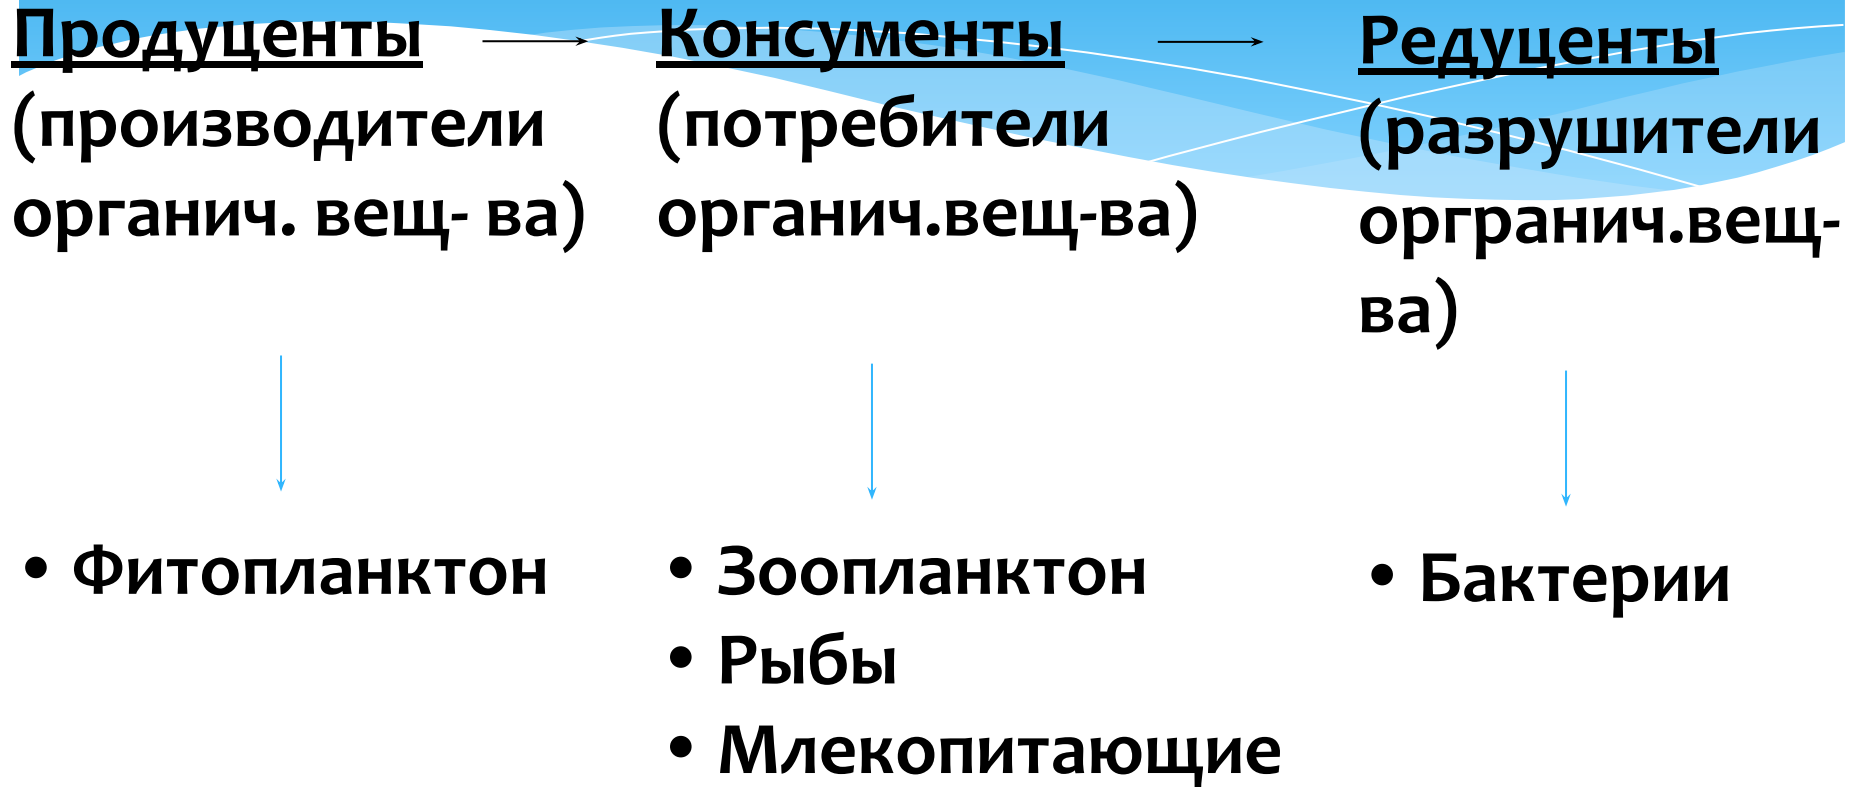 Продуценты
(производители
органич. вещ- ва)
Консументы
(потребители
органич.вещ-ва)
Редуценты
(разрушители
оргранич.вещ-
ва)
• Фитопланктон
• Зоопланктон
• Рыбы
• Млекопитающие
• Бактерии